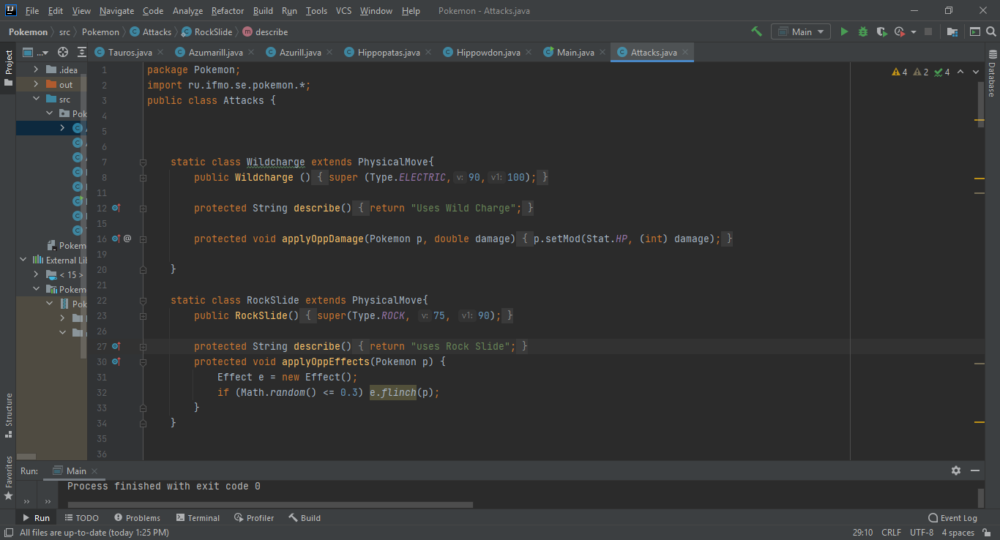 File Edit View Navigate Code Analyze Refactor Build Run Tools VCS Window Help Pokemon - Attacks.java
Pokemon src Pokemon Attacks RockSlide describe Main
Project
Tauros.java Azumarill.java Azurill.java Hippopatas.java Hippowdon.java Main.java Attacks.java
Database
.idea
out
src
Pok
Pokem
External Lib
< 15 >
Pokem
Pok
4 2 4
1 package Pokemon;
2 import ru.ifmo.se.pokemon.*;
3 public class Attacks {
4
5
6
7 static class Wildcharge extends PhysicalMove{
8 public Wildcharge () { super (Type.ELECTRIC, v: 90, v1: 100); }
11
12 protected String describe() { return "Uses Wild Charge"; }
15
16 @ protected void applyOppDamage(Pokemon p, double damage) { p.setMod(Stat.HP, (int) damage); }
19
20 }
21
22 static class RockSlide extends PhysicalMove{
23 public RockSlide() { super(Type.ROCK, v: 75, v1: 90); }
26
27 protected String describe() { return "uses Rock Slide"; }
30 protected void applyOppEffects(Pokemon p) {
31 Effect e = new Effect();
32 if (Math.random() <= 0.3) e.flinch(p);
33 }
34 }
35
36
Structure
Favorites
Run: Main
Process finished with exit code 0
Run TODO Problems Terminal Profiler Build Event Log
All files are up-to-date (today 1:25 PM) 29:10 CRLF UTF-8 4 spaces